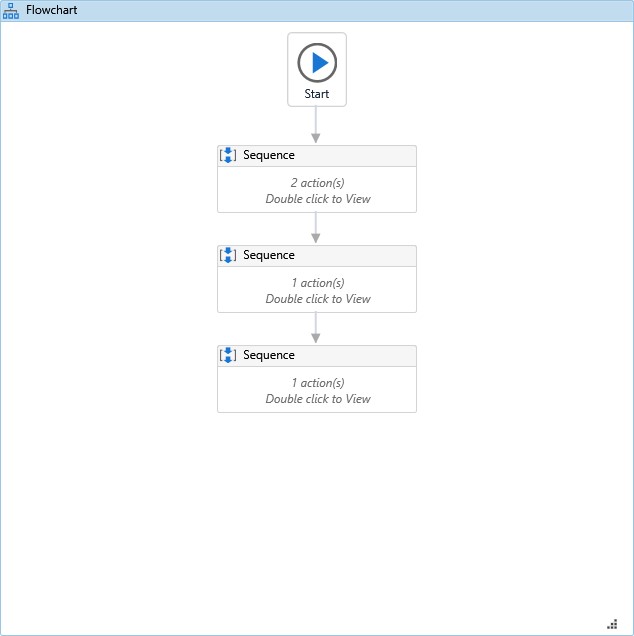 Flowchart
Start
Sequence
2 action(s)
Double click to View
Sequence
1 action(s)
Double click to View
Sequence
1 action(s)
Double click to View